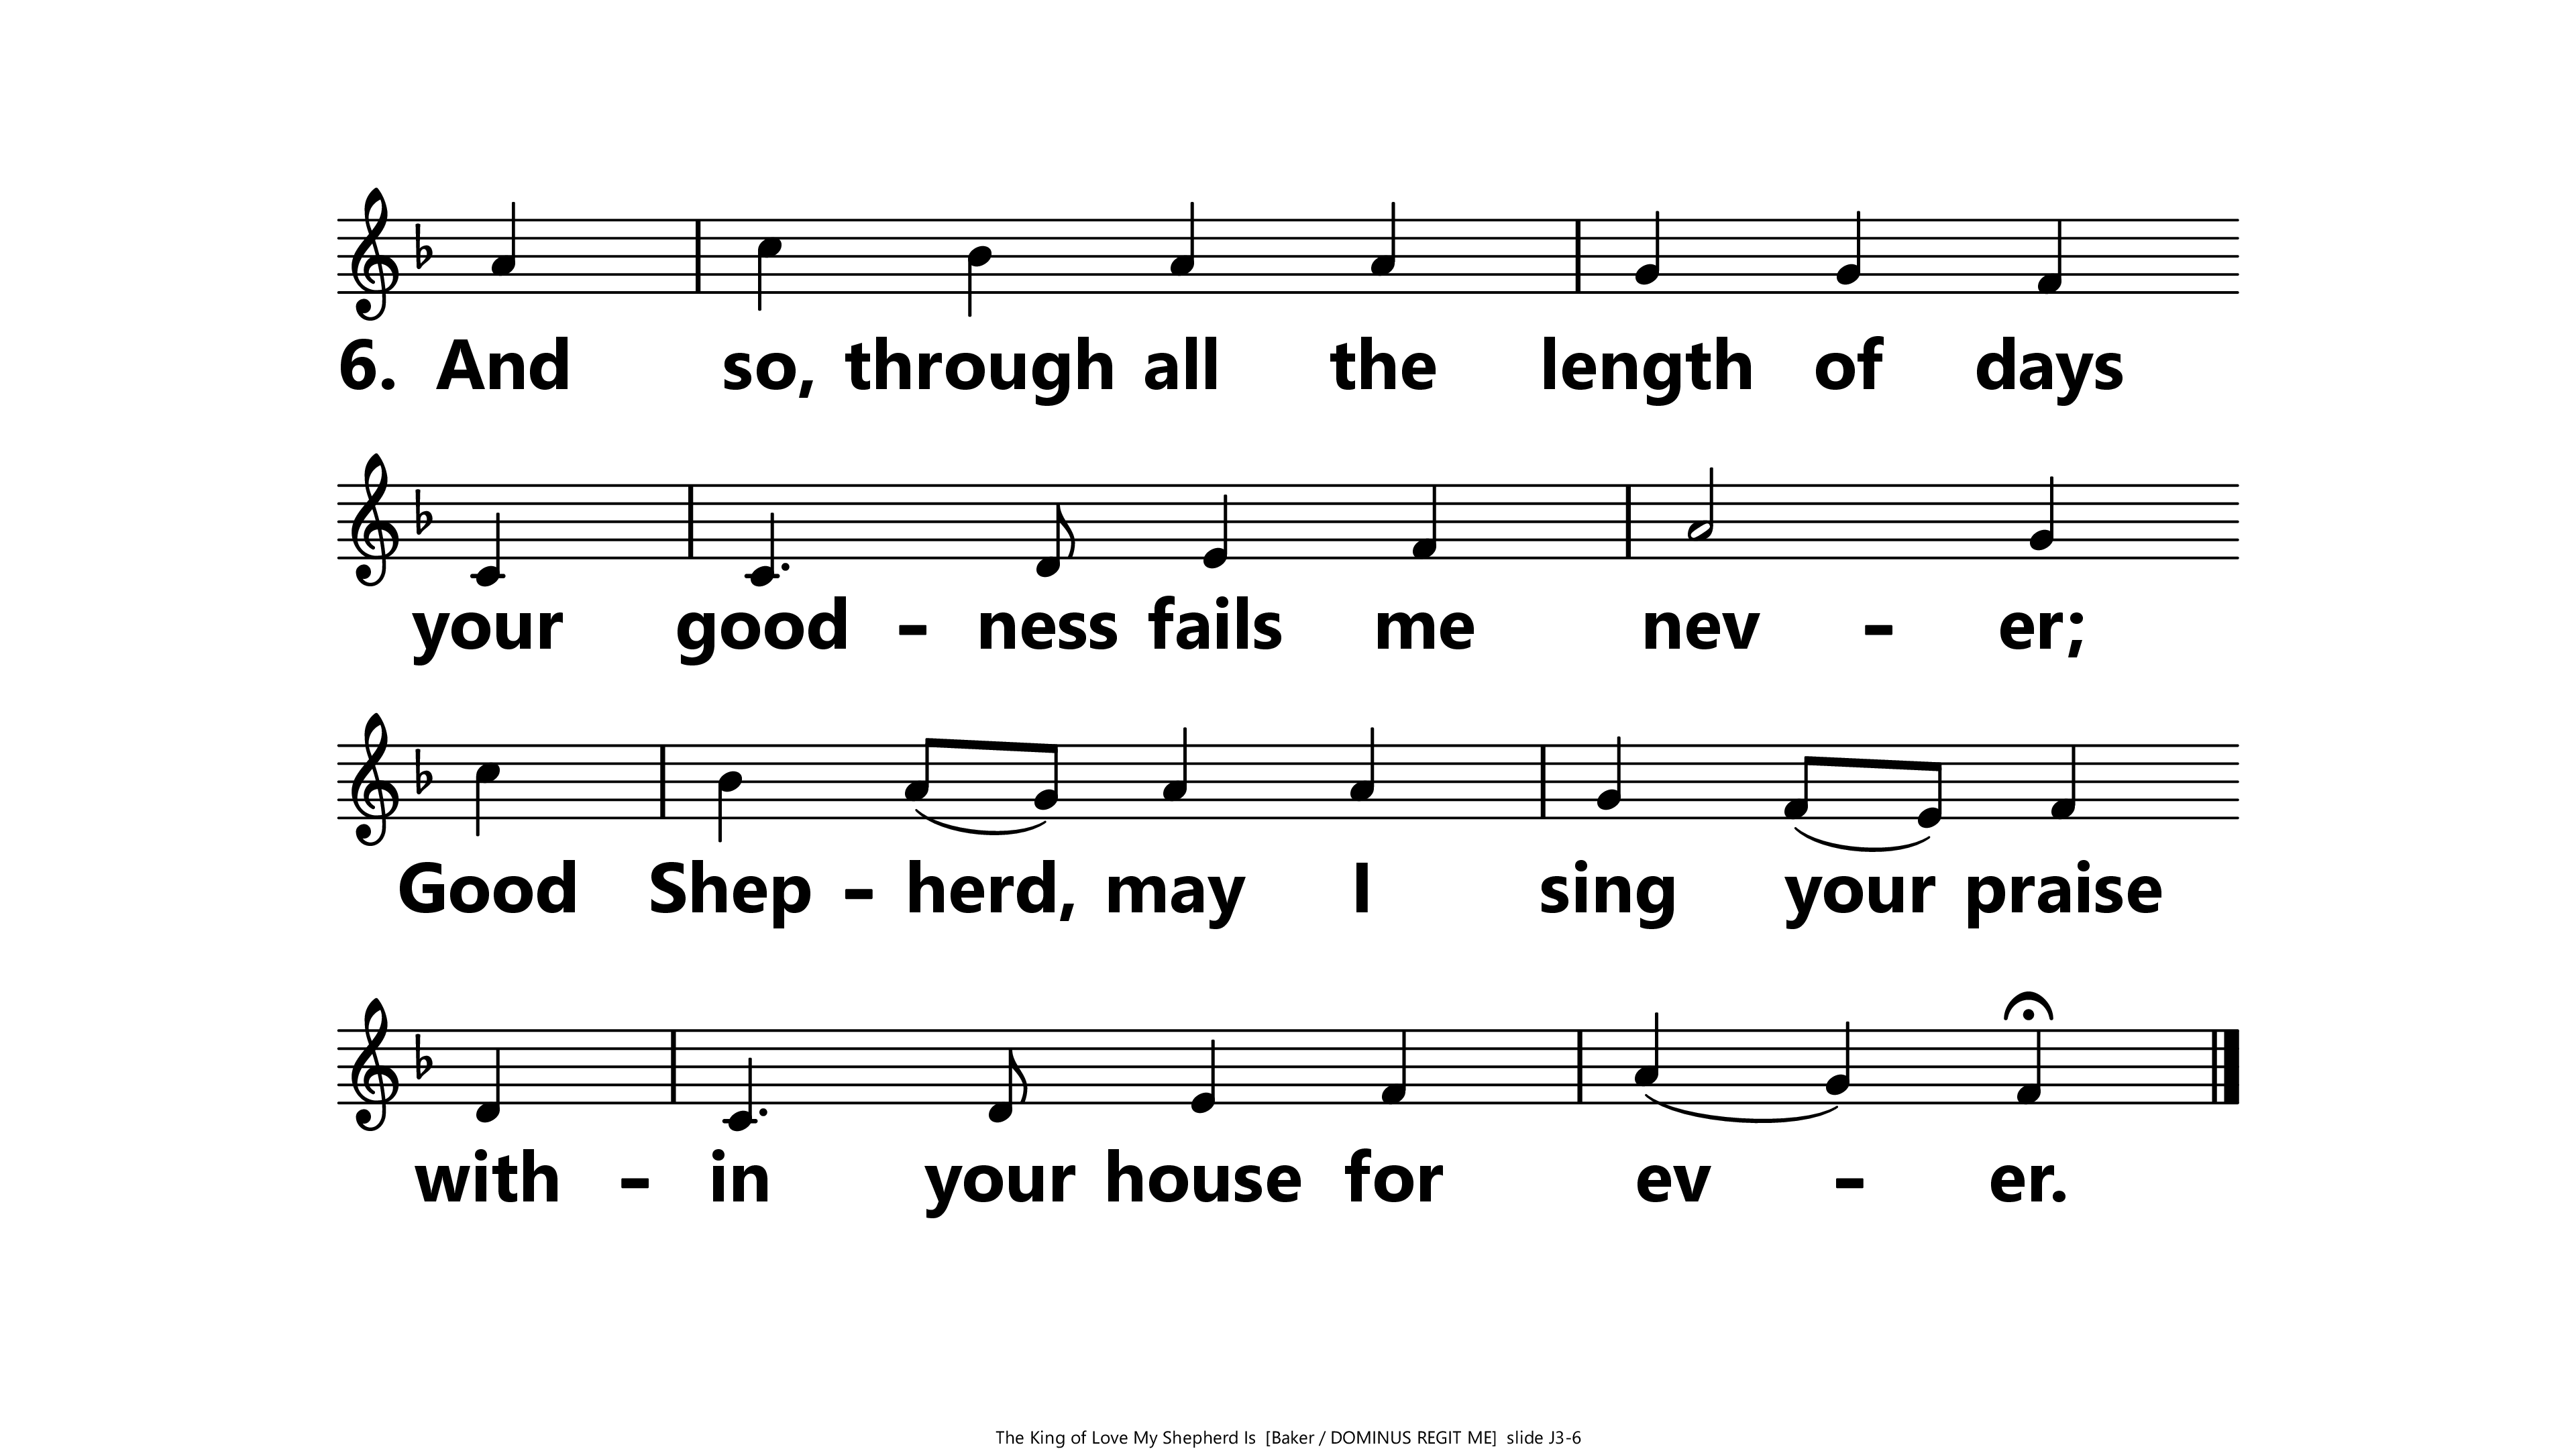 6. And so, through all the length of days
your good - ness fails me nev - er;
Good Shep - herd, may I sing your praise
with - in your house for ev - er.
The King of Love My Shepherd Is [Baker / DOMINUS REGIT ME] slide J3-6